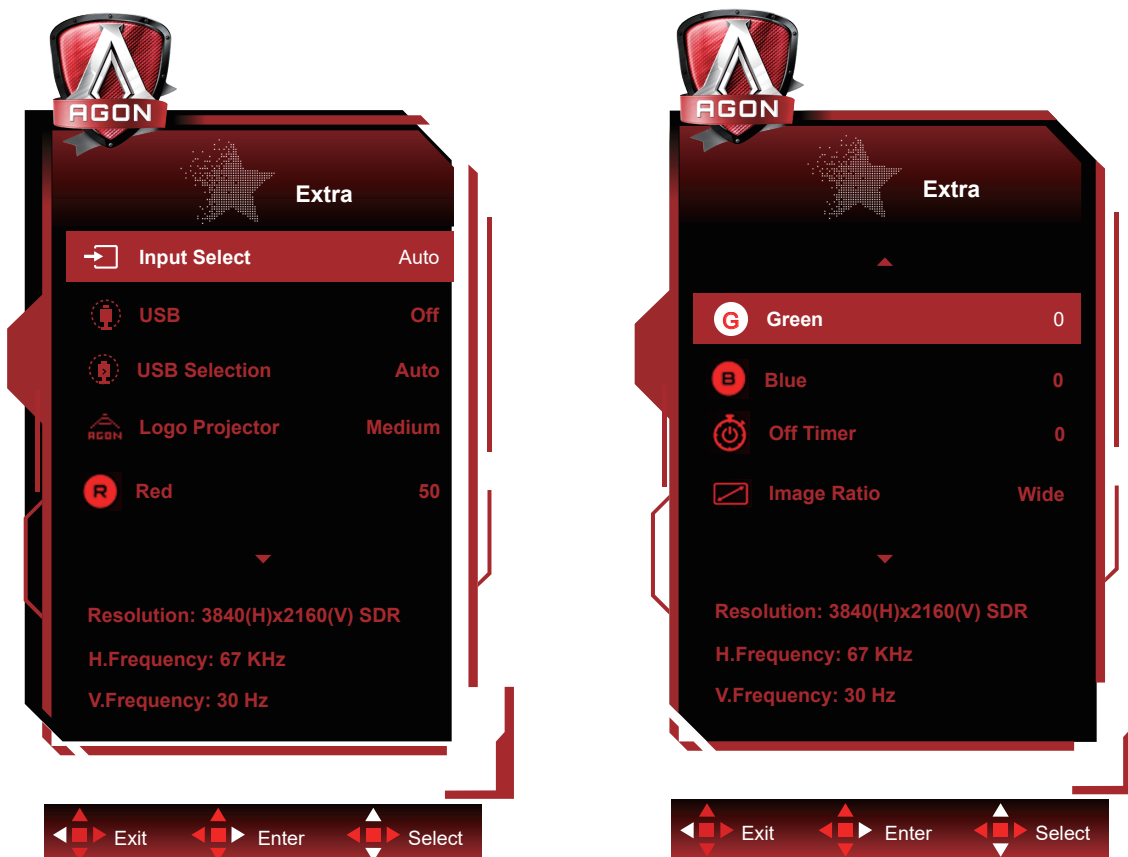 AGON
Extra
Input Select Auto
USB Off
USB Selection Auto
AGON Logo Projector Medium
R Red 50
Resolution: 3840(H)x2160(V) SDR
H.Frequency: 67 KHz
V.Frequency: 30 Hz
Exit Enter Select
AGON
Extra
G Green 0
B Blue 0
Off Timer 0
Image Ratio Wide
Resolution: 3840(H)x2160(V) SDR
H.Frequency: 67 KHz
V.Frequency: 30 Hz
Exit Enter Select